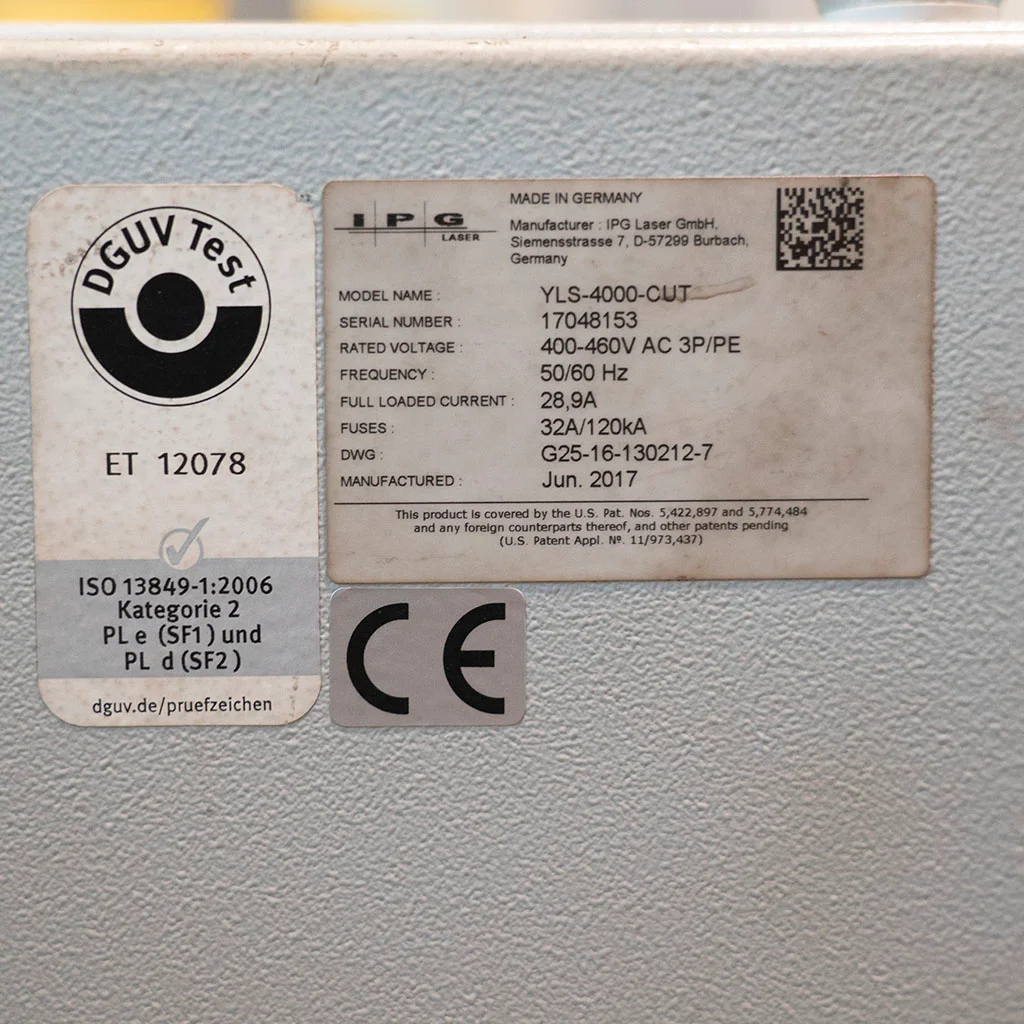 DGUV Test
ET 12078
ISO 13849-1:2006
Kategorie 2
PL e (SF1) und
PL d (SF2)
dguv.de/pruefzeichen
IPG
LASER
MADE IN GERMANY
Manufacturer : IPG Laser GmbH,
Siemensstrasse 7, D-57299 Burbach,
Germany
MODEL NAME : YLS-4000-CUT
SERIAL NUMBER : 17048153
RATED VOLTAGE : 400-460V AC 3P/PE
FREQUENCY : 50/60 Hz
FULL LOADED CURRENT : 28,9A
FUSES : 32A/120kA
DWG : G25-16-130212-7
MANUFACTURED : Jun. 2017
This product is covered by the U.S. Pat. Nos. 5,422,897 and 5,774,484
and any foreign counterparts thereof, and other patents pending
(U.S. Patent Appl. Nº. 11/973,437)
CE